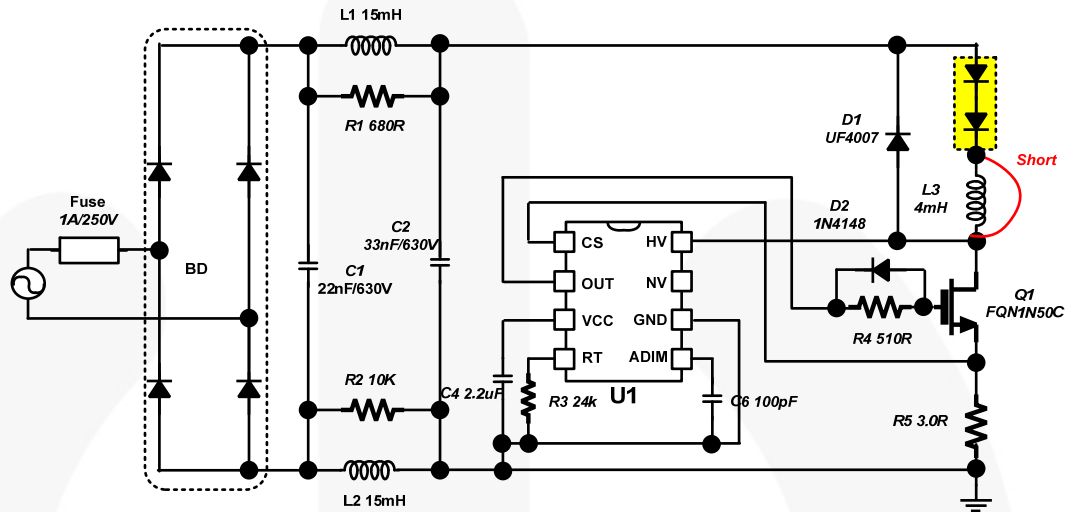 L1 15mH
R1 680R
D1
UF4007
Short
Fuse
1A/250V
L3
4mH
D2
1N4148
C2
33nF/630V
CS
HV
BD
C1
22nF/630V
OUT
NV
Q1
FQN1N50C
VCC
GND
R4 510R
RT
ADIM
R2 10K
C4 2.2uF
R3 24k
U1
C6 100pF
R5 3.0R
L2 15mH